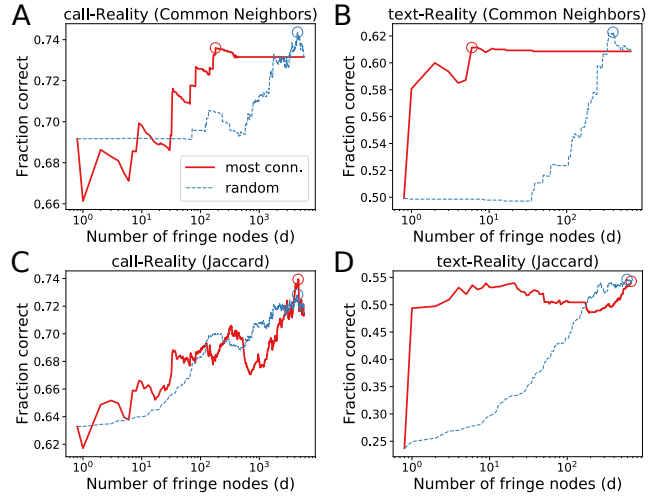 A
call-Reality (Common Neighbors)
Fraction correct
0.74
0.72
0.70
0.68
0.66
most conn.
random
10^0
10^1
10^2
10^3
Number of fringe nodes (d)
B
text-Reality (Common Neighbors)
Fraction correct
0.62
0.60
0.58
0.56
0.54
0.52
0.50
10^0
10^1
10^2
Number of fringe nodes (d)
C
call-Reality (Jaccard)
Fraction correct
0.74
0.72
0.70
0.68
0.66
0.64
0.62
10^0
10^1
10^2
10^3
Number of fringe nodes (d)
D
text-Reality (Jaccard)
Fraction correct
0.55
0.50
0.45
0.40
0.35
0.30
0.25
10^0
10^1
10^2
Number of fringe nodes (d)